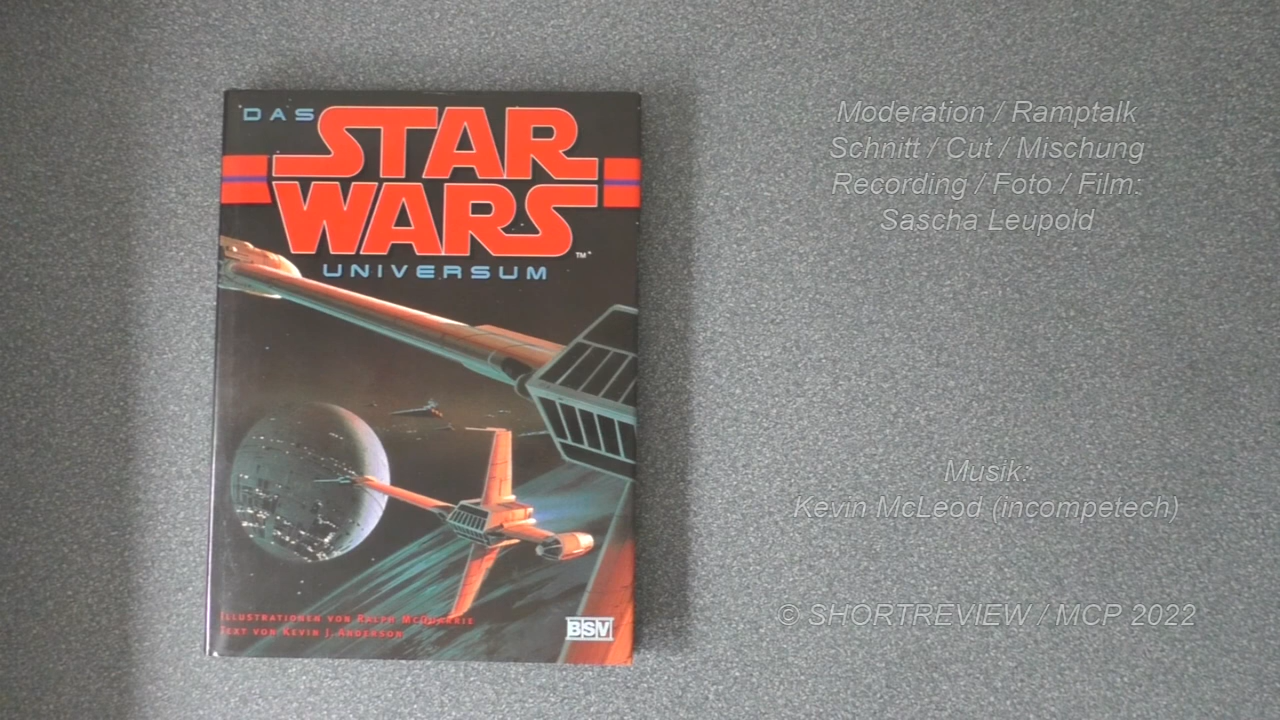 DAS
STAR
WARS
™
UNIVERSUM
ILLUSTRATIONEN VON RALPH MCQUARRIE
TEXT VON KEVIN J. ANDERSON
BSV
Moderation / Ramptalk
Schnitt / Cut / Mischung
Recording / Foto / Film:
Sascha Leupold
Musik:
Kevin McLeod (incompetech)
© SHORTREVIEW / MCP 2022